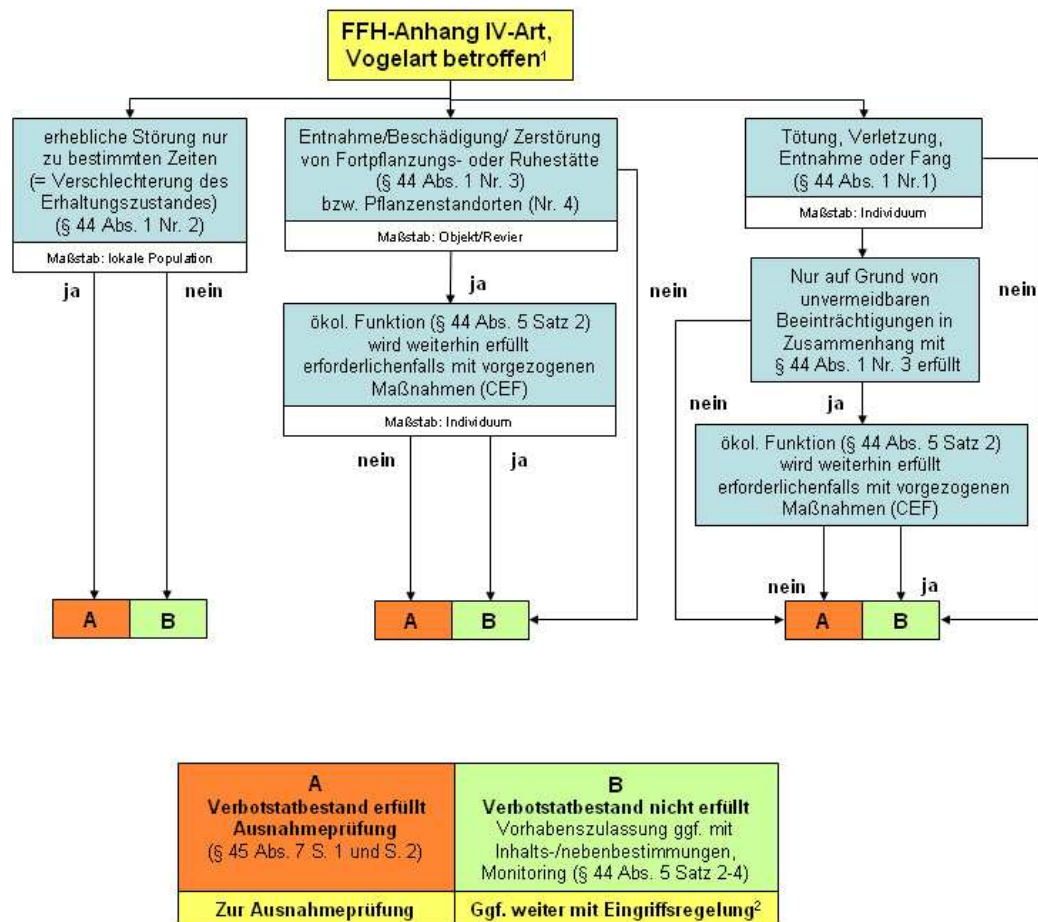 FFH-Anhang IV-Art,
Vogelart betroffen¹
erhebliche Störung nur
zu bestimmten Zeiten
(= Verschlechterung des
Erhaltungszustandes)
(§ 44 Abs. 1 Nr. 2)
Maßstab: lokale Population
ja
nein
A
B
Entnahme/Beschädigung/ Zerstörung
von Fortpflanzungs- oder Ruhestätte
(§ 44 Abs. 1 Nr. 3)
bzw. Pflanzenstandorten (Nr. 4)
Maßstab: Objekt/Revier
ja
nein
ökol. Funktion (§ 44 Abs. 5 Satz 2)
wird weiterhin erfüllt
erforderlichenfalls mit vorgezogenen
Maßnahmen (CEF)
Maßstab: Individuum
nein
ja
A
B
Tötung, Verletzung,
Entnahme oder Fang
(§ 44 Abs. 1 Nr.1)
Maßstab: Individuum
nein
Nur auf Grund von
unvermeidbaren
Beeinträchtigungen in
Zusammenhang mit
§ 44 Abs. 1 Nr. 3 erfüllt
nein
ja
ökol. Funktion (§ 44 Abs. 5 Satz 2)
wird weiterhin erfüllt
erforderlichenfalls mit vorgezogenen
Maßnahmen (CEF)
nein
ja
A
B
A
Verbotstatbestand erfüllt
Ausnahmeprüfung
(§ 45 Abs. 7 S. 1 und S. 2)
Zur Ausnahmeprüfung
B
Verbotstatbestand nicht erfüllt
Vorhabenszulassung ggf. mit
Inhalts-/nebenbestimmungen,
Monitoring (§ 44 Abs. 5 Satz 2-4)
Ggf. weiter mit Eingriffsregelung²